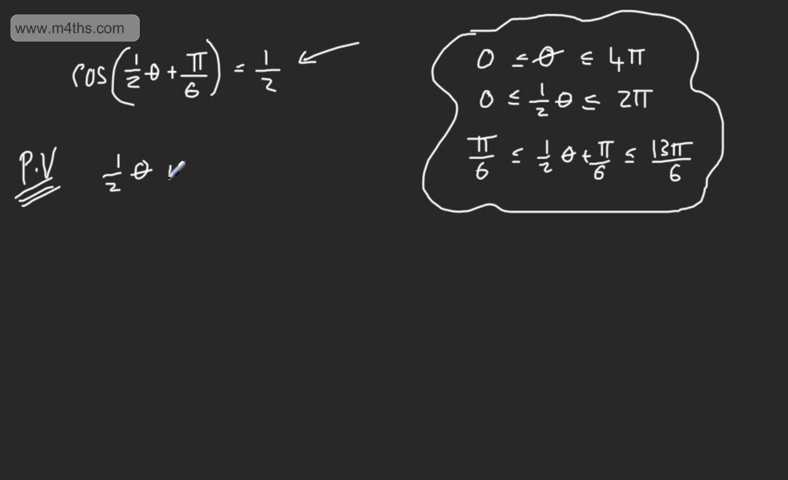 www.m4ths.com
cos(½θ + π/6) = ½
0 ≤ θ ≤ 4π
0 ≤ ½θ ≤ 2π
π/6 ≤ ½θ + π/6 ≤ 13π/6
P.V ½θ